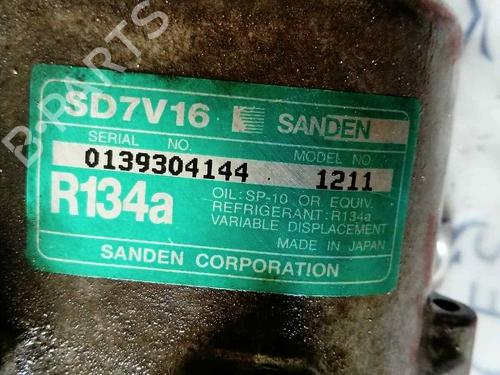 B-PARTS
SD7V16 SANDEN
SERIAL NO. MODEL NO.
0139304144 1211
R134a
OIL: SP-10 OR EQUIV.
REFRIGERANT: R134a
VARIABLE DISPLACEMENT
MADE IN JAPAN
SANDEN CORPORATION